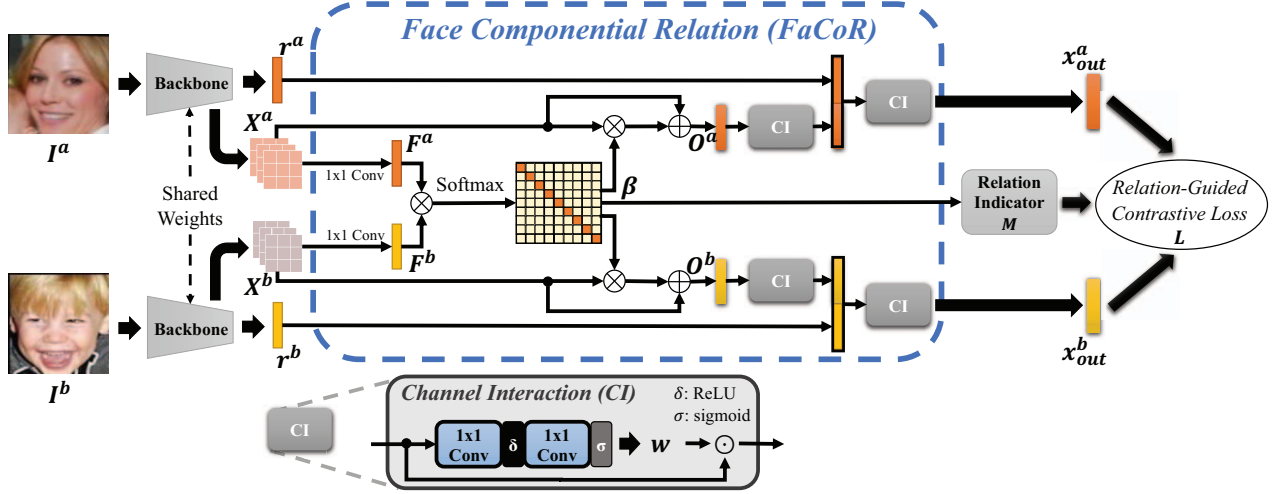 Face Componential Relation (FaCoR)
I^a
Backbone
r^a
X^a
1x1 Conv
F^a
Softmax
β
O^a
CI
CI
x^a_out
Shared
Weights
Relation
Indicator
M
Relation-Guided
Contrastive Loss
L
1x1 Conv
F^b
X^b
O^b
CI
CI
x^b_out
Backbone
r^b
I^b
CI
Channel Interaction (CI)
δ: ReLU
σ: sigmoid
1x1
Conv
δ
1x1
Conv
σ
w